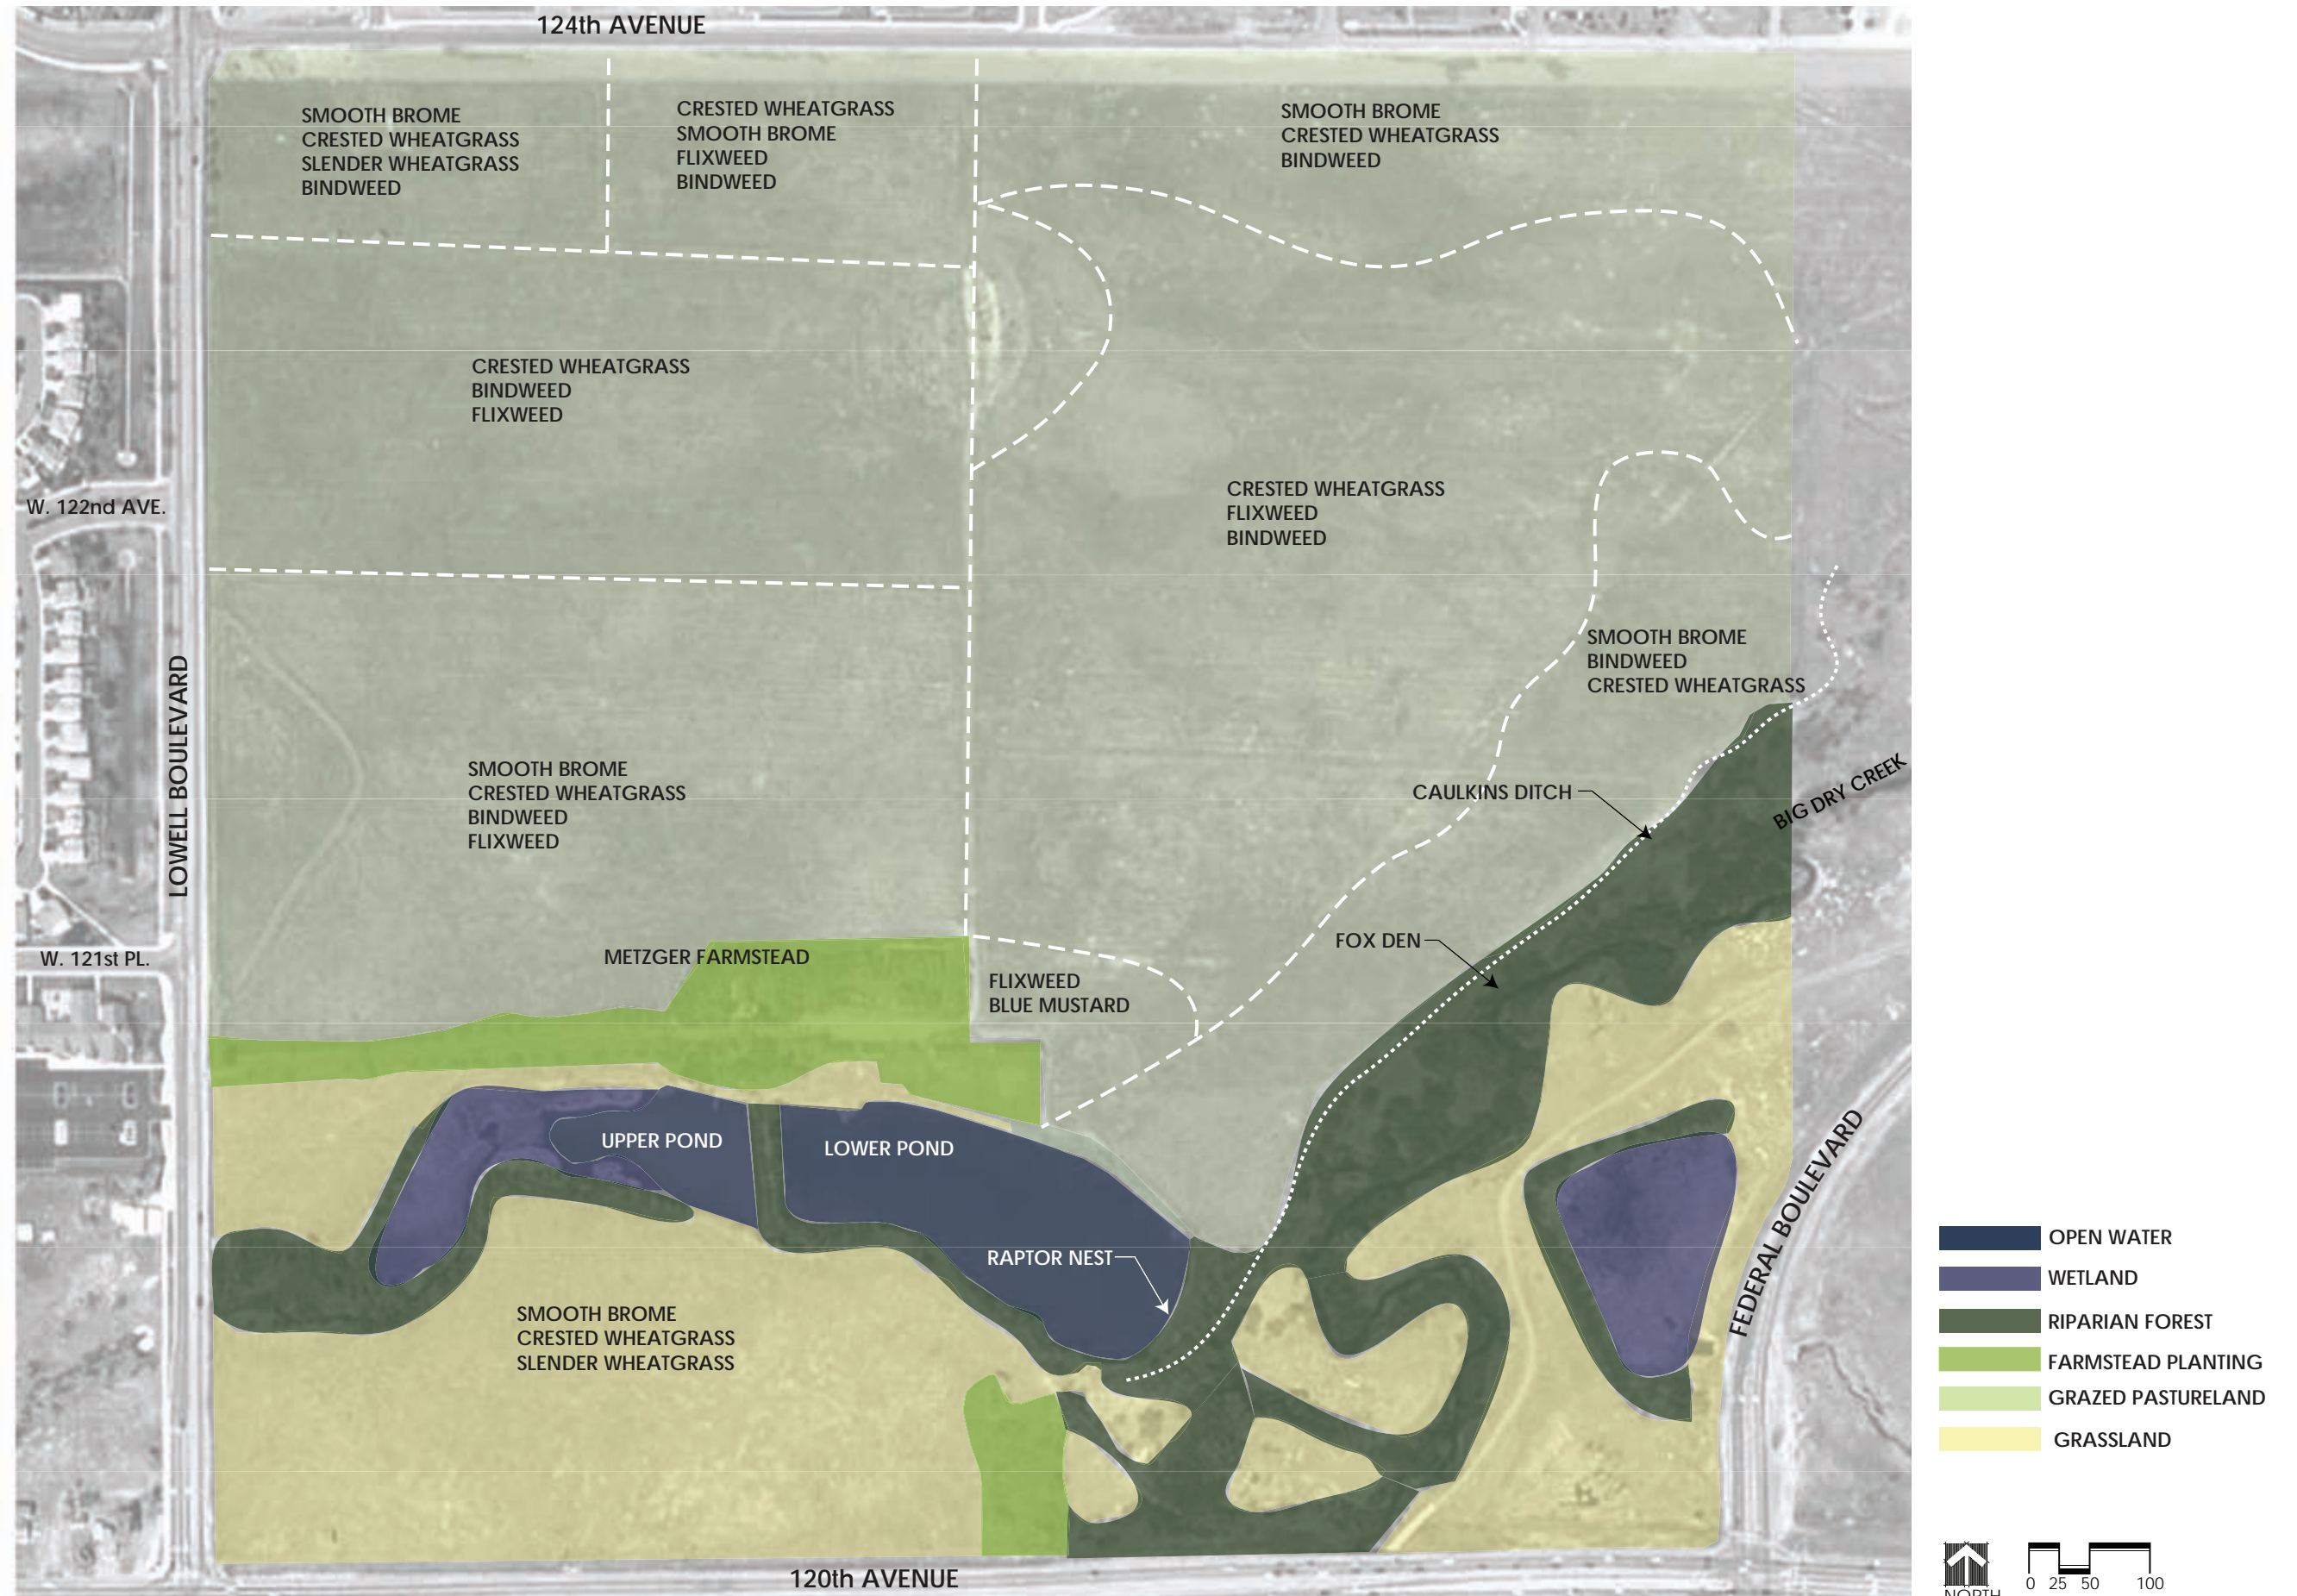 124th AVENUE
SMOOTH BROME
CRESTED WHEATGRASS
SLENDER WHEATGRASS
BINDWEED
CRESTED WHEATGRASS
SMOOTH BROME
FLIXWEED
BINDWEED
SMOOTH BROME
CRESTED WHEATGRASS
BINDWEED
CRESTED WHEATGRASS
BINDWEED
FLIXWEED
W. 122nd AVE.
CRESTED WHEATGRASS
FLIXWEED
BINDWEED
SMOOTH BROME
BINDWEED
CRESTED WHEATGRASS
LOWELL BOULEVARD
SMOOTH BROME
CRESTED WHEATGRASS
BINDWEED
FLIXWEED
CAULKINS DITCH
BIG DRY CREEK
FOX DEN
METZGER FARMSTEAD
W. 121st PL.
FLIXWEED
BLUE MUSTARD
UPPER POND
LOWER POND
RAPTOR NEST
FEDERAL BOULEVARD
SMOOTH BROME
CRESTED WHEATGRASS
SLENDER WHEATGRASS
120th AVENUE
OPEN WATER
WETLAND
RIPARIAN FOREST
FARMSTEAD PLANTING
GRAZED PASTURELAND
GRASSLAND
NORTH
0 25 50 100